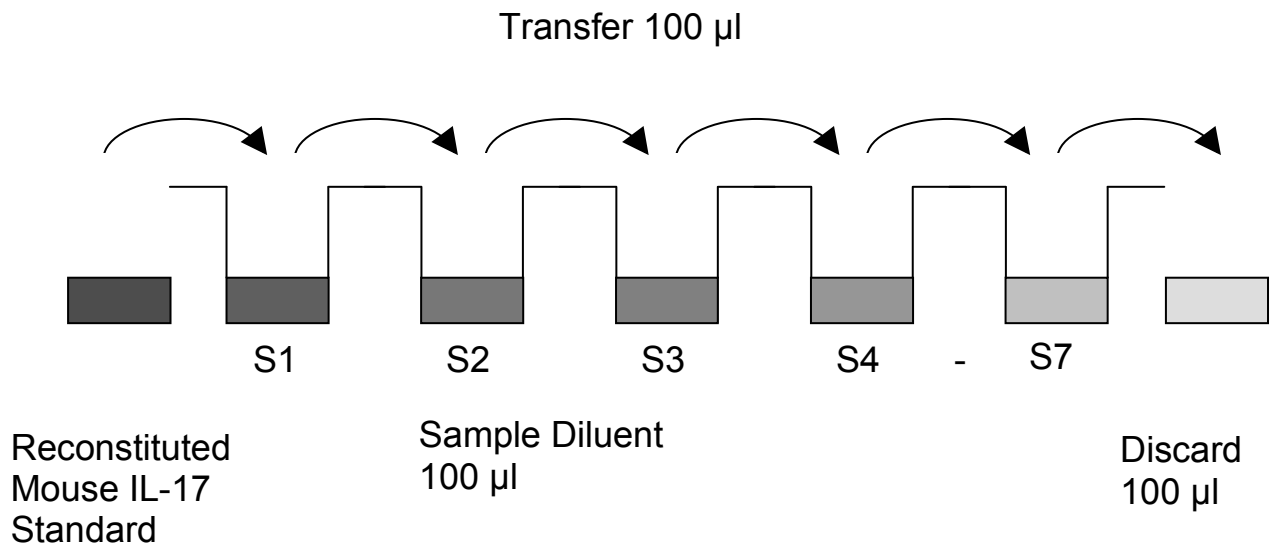 Transfer 100 µl
S1 S2 S3 S4 - S7
Reconstituted
Mouse IL-17
Standard
Sample Diluent
100 µl
Discard
100 µl